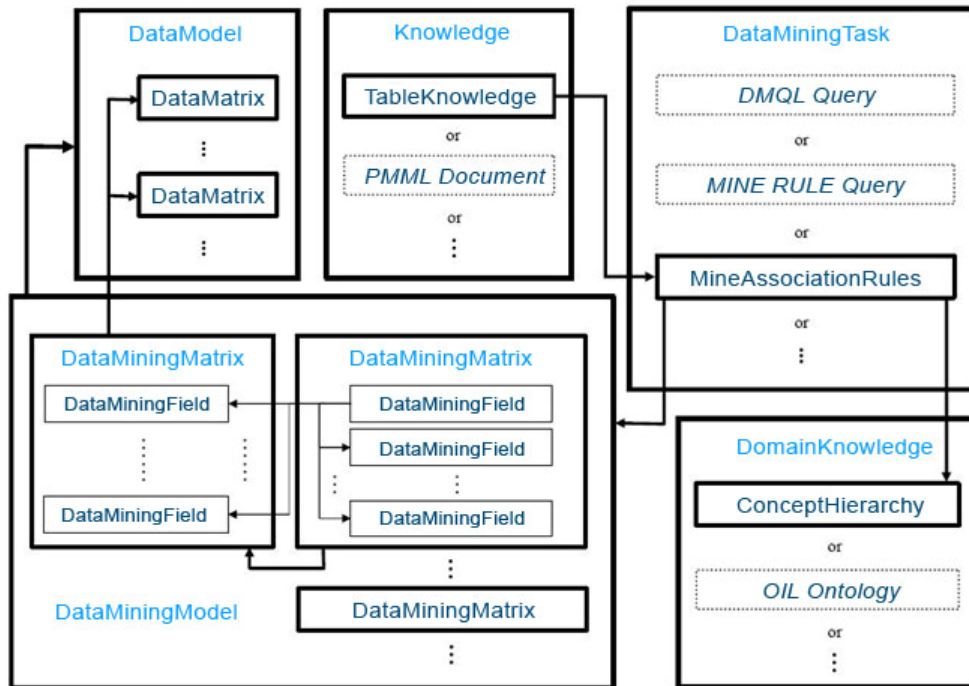 DataModel
DataMatrix
DataMatrix
Knowledge
TableKnowledge
or
PMML Document
or
DataMiningTask
DMQL Query
or
MINE RULE Query
or
MineAssociationRules
or
DataMiningMatrix
DataMiningField
DataMiningField
DataMiningMatrix
DataMiningField
DataMiningField
DataMiningField
DataMiningModel
DataMiningMatrix
DomainKnowledge
ConceptHierarchy
or
OIL Ontology
or